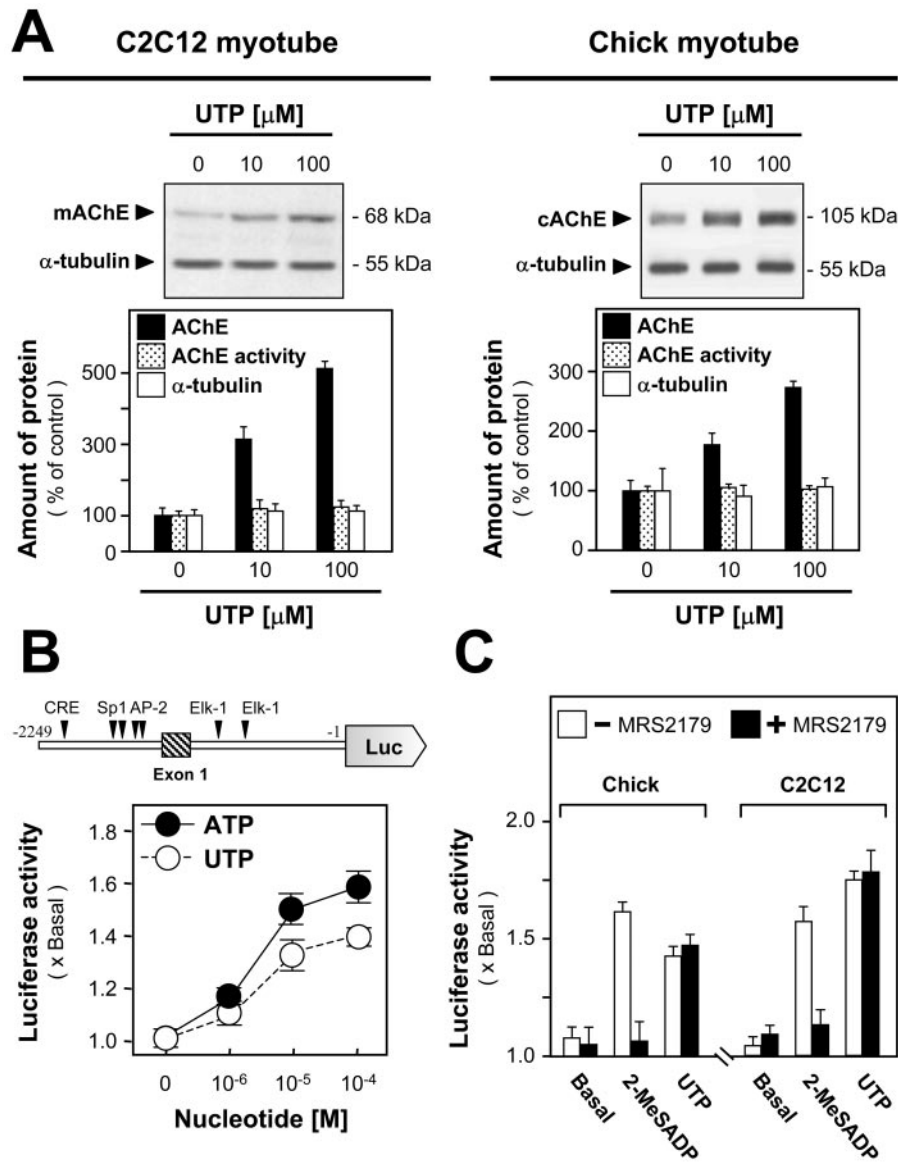 A
C2C12 myotube
Chick myotube
UTP [μM]
0 10 100
mAChE
- 68 kDa
α-tubulin
- 55 kDa
UTP [μM]
0 10 100
cAChE
- 105 kDa
α-tubulin
- 55 kDa
Amount of protein
( % of control )
500
300
100
0
AChE
AChE activity
α-tubulin
0 10 100
UTP [μM]
Amount of protein
( % of control )
300
200
100
0
AChE
AChE activity
α-tubulin
0 10 100
UTP [μM]
B
CRE Sp1 AP-2 Elk-1 Elk-1
-2249 -1
Luc
Exon 1
Luciferase activity
( x Basal )
1.8
1.6
1.4
1.2
1.0
ATP
UTP
0 10⁻⁶ 10⁻⁵ 10⁻⁴
Nucleotide [M]
C
Luciferase activity
( x Basal )
2.0
1.5
1.0
- MRS2179 + MRS2179
Chick C2C12
Basal 2-MeSADP UTP Basal 2-MeSADP UTP